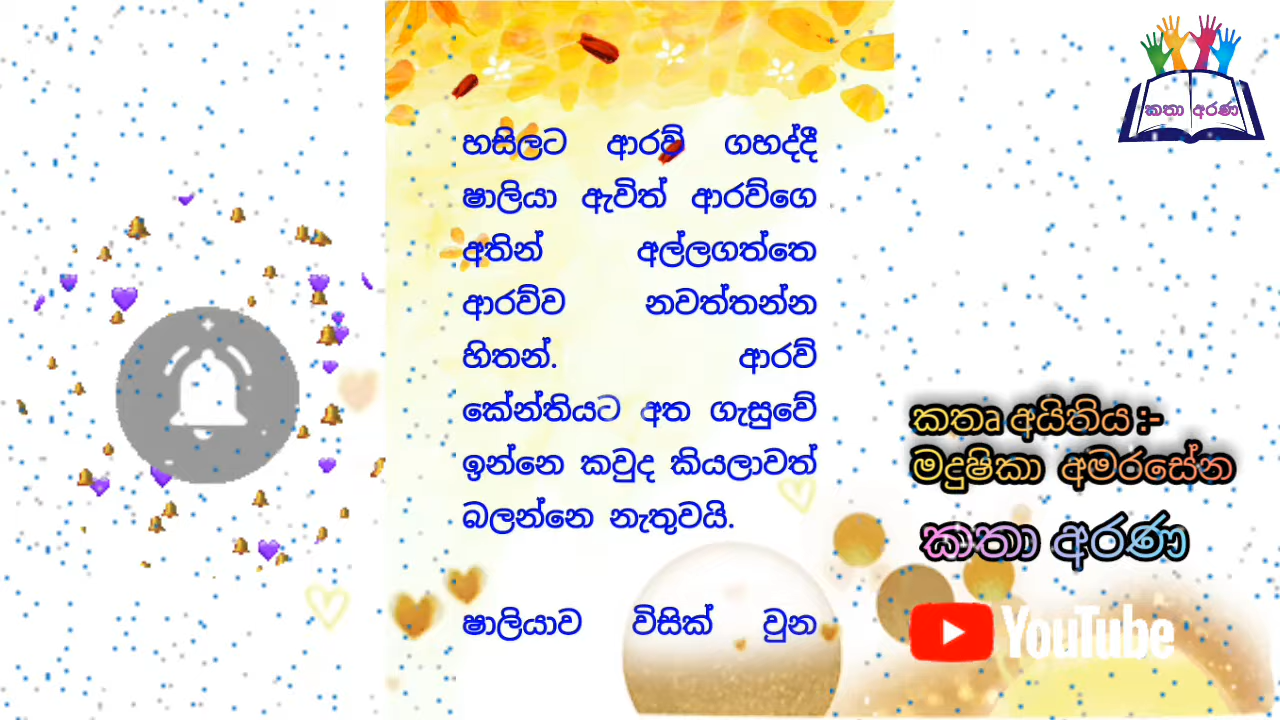 කතා අරණ
හසිලට ආරව් ගහද්දී
ෂාලියා ඇවිත් ආරව්ගෙ
අතින් අල්ලගත්තෙ
ආරව්ව නවත්තන්න
හිතන්. ආරව්
කේන්තියට අත ගැසුවේ
ඉන්නෙ කවුද කියලාවත්
බලන්නෙ නැතුවයි.
ෂාලියාව විසික් වුන
කතෘ අයිතිය :-
මදුෂිකා අමරසේන
කතා අරණ
YouTube